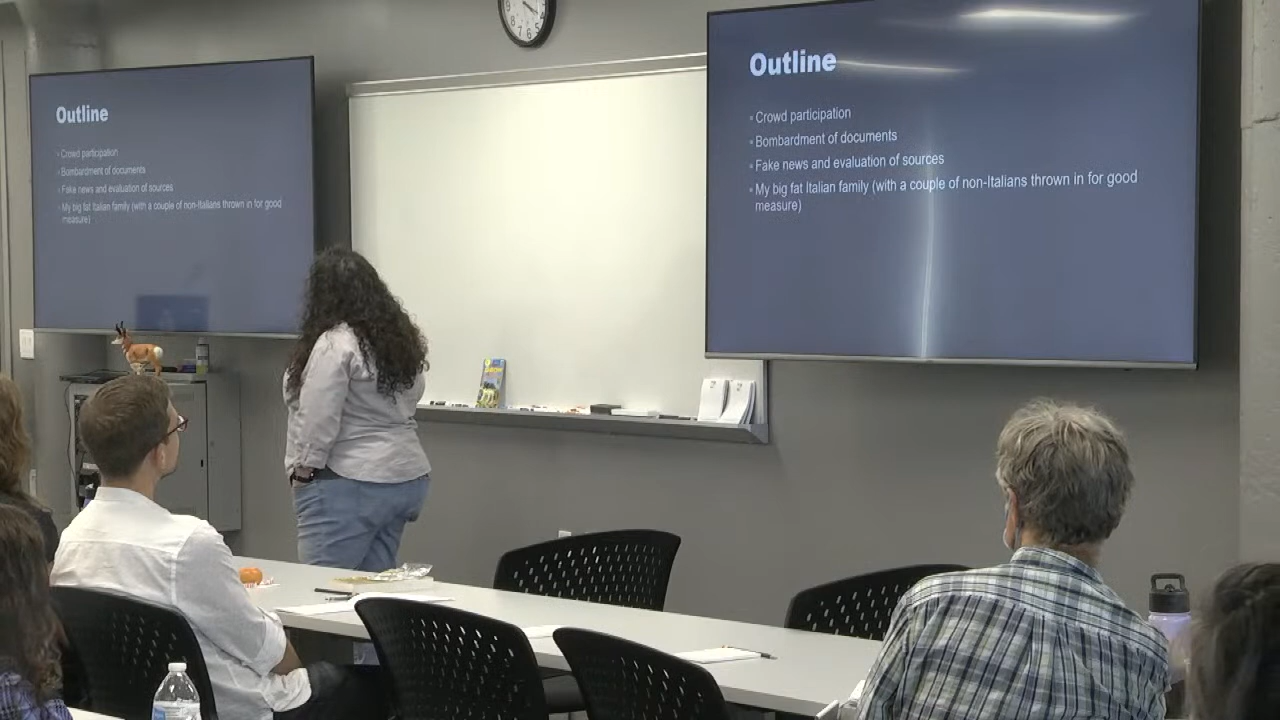 Outline
Crowd participation
Bombardment of documents
Fake news and evaluation of sources
My big fat Italian family (with a couple of non-Italians thrown in for good
measure)
Outline
Crowd participation
Bombardment of documents
Fake news and evaluation of sources
My big fat Italian family (with a couple of non-Italians thrown in for good
measure)